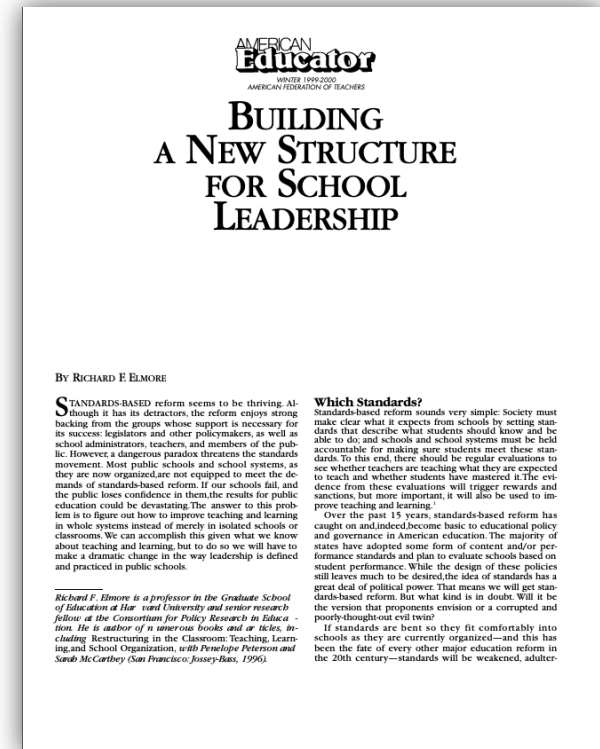 AMERICAN
Educator
WINTER 1999-2000
AMERICAN FEDERATION OF TEACHERS
BUILDING
A NEW STRUCTURE
FOR SCHOOL
LEADERSHIP
BY RICHARD F. ELMORE
STANDARDS-BASED reform seems to be thriving. Al-
though it has its detractors, the reform enjoys strong
backing from the groups whose support is necessary for
its success: legislators and other policymakers, as well as
school administrators, teachers, and members of the pub-
lic. However, a dangerous paradox threatens the standards
movement. Most public schools and school systems, as
they are now organized,are not equipped to meet the de-
mands of standards-based reform. If our schools fail, and
the public loses confidence in them,the results for public
education could be devastating.The answer to this prob-
lem is to figure out how to improve teaching and learning
in whole systems instead of merely in isolated schools or
classrooms. We can accomplish this given what we know
about teaching and learning, but to do so we will have to
make a dramatic change in the way leadership is defined
and practiced in public schools.
Richard F. Elmore is a professor in the Graduate School
of Education at Har vard University and senior research
fellow at the Consortium for Policy Research in Educa -
tion. He is author of n umerous books and ar ticles, in-
cluding Restructuring in the Classroom: Teaching, Learn-
ing,and School Organization, with Penelope Peterson and
Sarah McCarthey (San Francisco: Jossey-Bass, 1996).
Which Standards?
Standards-based reform sounds very simple: Society must
make clear what it expects from schools by setting stan-
dards that describe what students should know and be
able to do; and schools and school systems must be held
accountable for making sure students meet these stan-
dards. To this end, there should be regular evaluations to
see whether teachers are teaching what they are expected
to teach and whether students have mastered it.The evi-
dence from these evaluations will trigger rewards and
sanctions, but more important, it will also be used to im-
prove teaching and learning.1
Over the past 15 years, standards-based reform has
caught on and,indeed,become basic to educational policy
and governance in American education. The majority of
states have adopted some form of content and/or per-
formance standards and plan to evaluate schools based on
student performance. While the design of these policies
still leaves much to be desired,the idea of standards has a
great deal of political power. That means we will get stan-
dards-based reform. But what kind is in doubt. Will it be
the version that proponents envision or a corrupted and
poorly-thought-out evil twin?
If standards are bent so they fit comfortably into
schools as they are currently organized—and this has
been the fate of every other major education reform in
the 20th century—standards will be weakened, adulter-